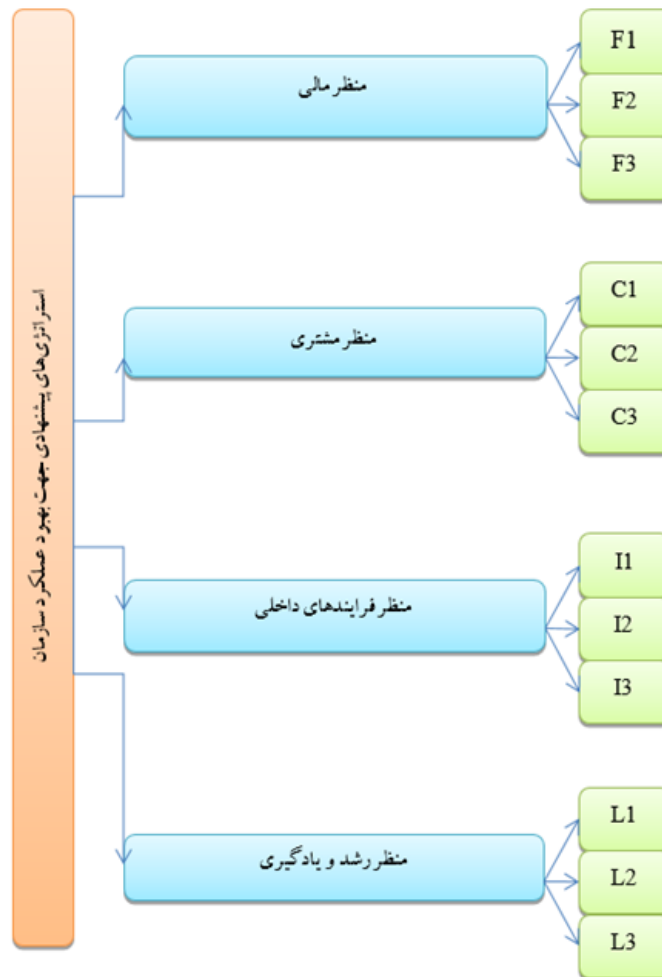 استراتژی‌های پیشنهادی جهت بهبود عملکرد سازمان
منظر مالی
F1
F2
F3
منظر مشتری
C1
C2
C3
منظر فرایندهای داخلی
I1
I2
I3
منظر رشد و یادگیری
L1
L2
L3